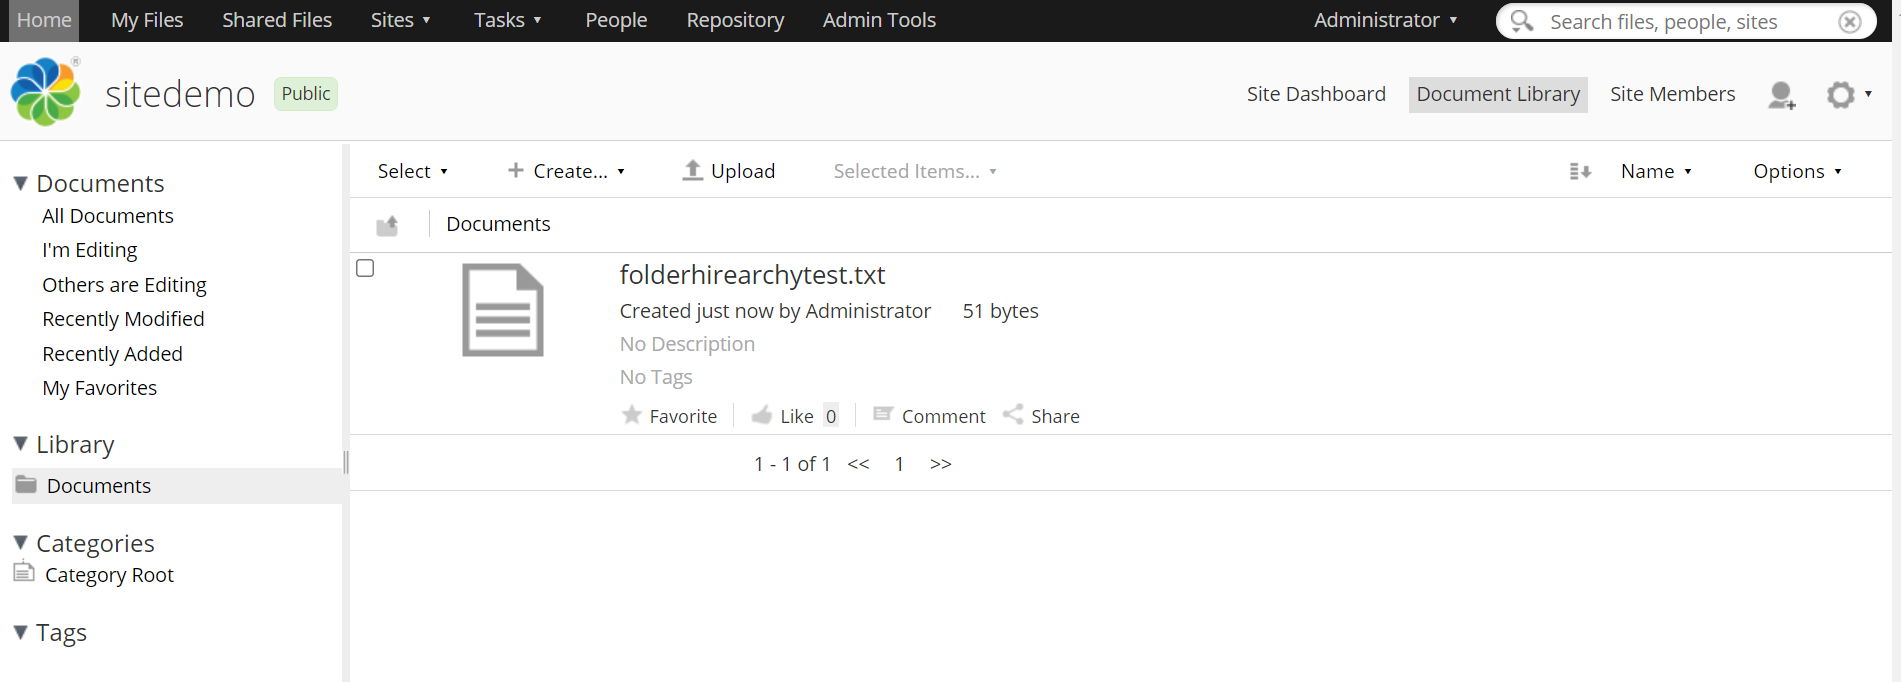 Home My Files Shared Files Sites Tasks People Repository Admin Tools Administrator Search files, people, sites
® sitedemo Public Site Dashboard Document Library Site Members
Select Create... Upload Selected Items... Name Options
Documents
All Documents
I'm Editing
Others are Editing
Recently Modified
Recently Added
My Favorites
Library
Documents
Categories
Category Root
Tags
Documents
folderhirearchytest.txt
Created just now by Administrator 51 bytes
No Description
No Tags
Favorite Like 0 Comment Share
1 - 1 of 1 << 1 >>